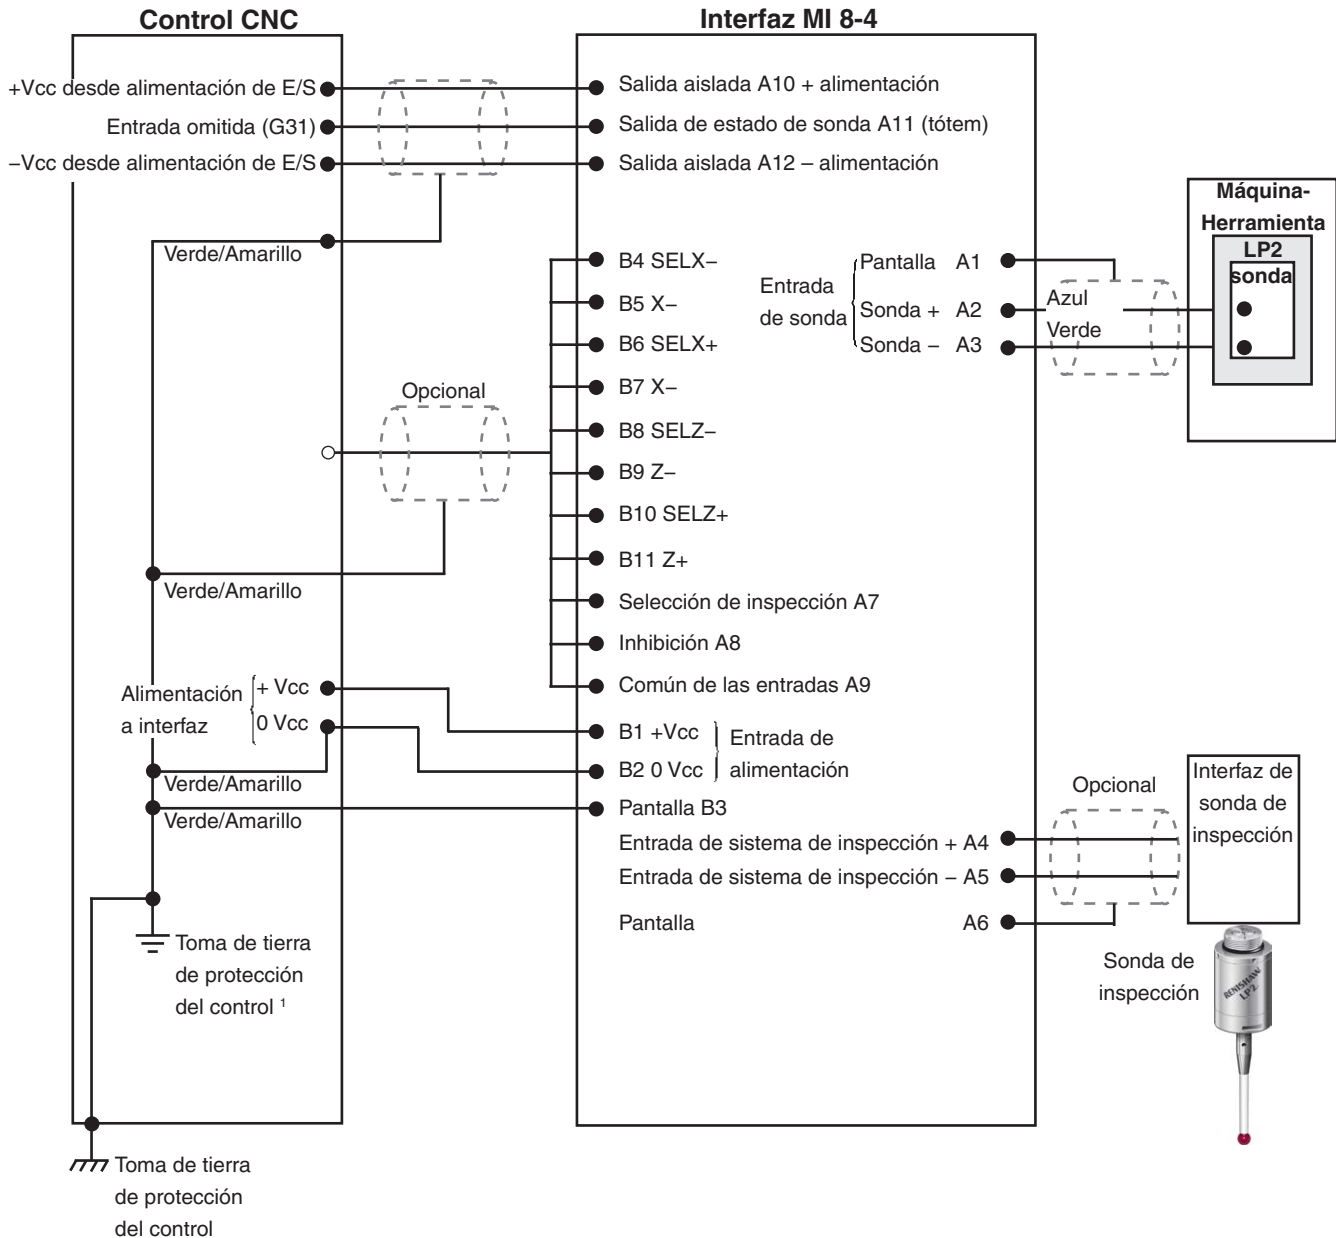 Control CNC
Interfaz MI 8-4
+Vcc desde alimentación de E/S
Entrada omitida (G31)
−Vcc desde alimentación de E/S
Salida aislada A10 + alimentación
Salida de estado de sonda A11 (tótem)
Salida aislada A12 – alimentación
Verde/Amarillo
B4 SELX−
B5 X−
B6 SELX+
B7 X−
B8 SELZ−
B9 Z−
B10 SELZ+
B11 Z+
Selección de inspección A7
Inhibición A8
Común de las entradas A9
Entrada
de sonda
Pantalla A1
Sonda + A2
Sonda − A3
Azul
Verde
Máquina-
Herramienta
LP2
sonda
Opcional
Verde/Amarillo
Alimentación
a interfaz
+ Vcc
0 Vcc
B1 +Vcc
B2 0 Vcc
Entrada de
alimentación
Verde/Amarillo
Verde/Amarillo
Pantalla B3
Entrada de sistema de inspección + A4
Entrada de sistema de inspección − A5
Pantalla A6
Opcional
Interfaz de
sonda de
inspección
Sonda de
inspección
RENISHAW
LP2
Toma de tierra
de protección
del control ¹
Toma de tierra
de protección
del control